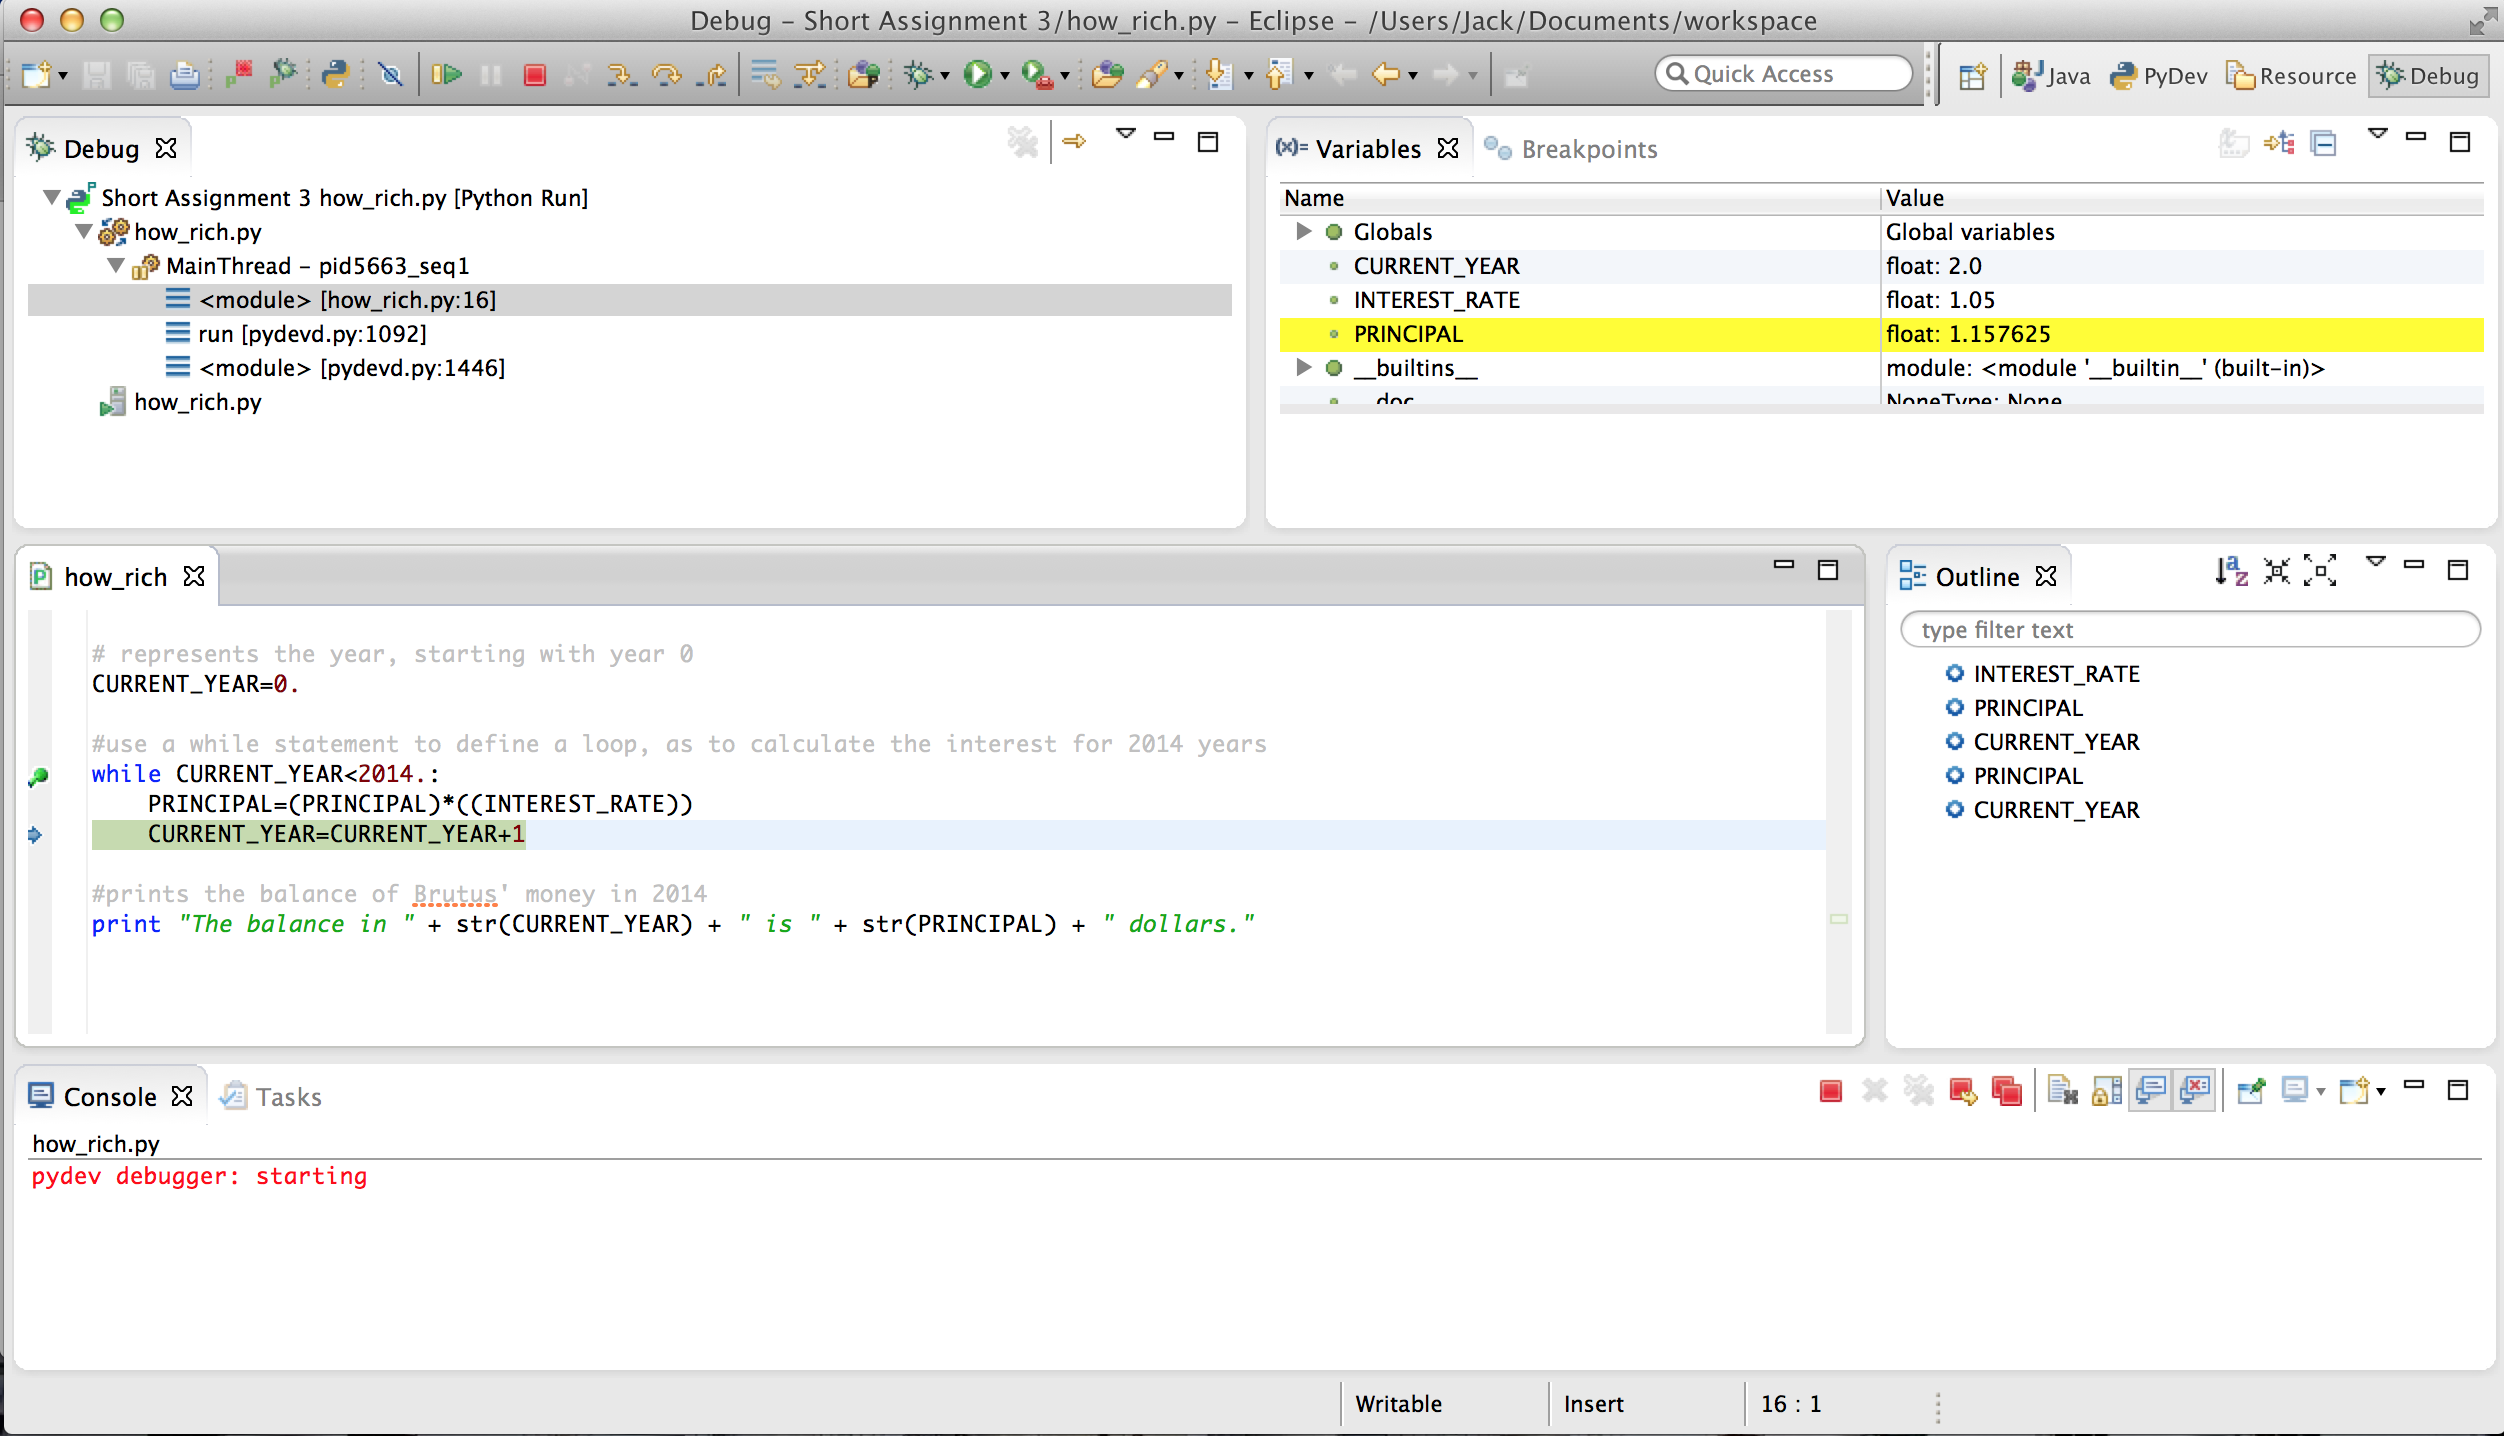 Debug – Short Assignment 3/how_rich.py – Eclipse – /Users/Jack/Documents/workspace
Quick Access
Java
PyDev
Resource
Debug
Debug
Short Assignment 3 how_rich.py [Python Run]
how_rich.py
MainThread – pid5663_seq1
<module> [how_rich.py:16]
run [pydevd.py:1092]
<module> [pydevd.py:1446]
how_rich.py
(x)= Variables
Breakpoints
Name Value
Globals Global variables
CURRENT_YEAR float: 2.0
INTEREST_RATE float: 1.05
PRINCIPAL float: 1.157625
__builtins__ module: <module '__builtin__' (built-in)>
__doc__ NoneType: None
how_rich
# represents the year, starting with year 0
CURRENT_YEAR=0.
#use a while statement to define a loop, as to calculate the interest for 2014 years
while CURRENT_YEAR<2014.:
PRINCIPAL=(PRINCIPAL)*((INTEREST_RATE))
CURRENT_YEAR=CURRENT_YEAR+1
#prints the balance of Brutus' money in 2014
print "The balance in " + str(CURRENT_YEAR) + " is " + str(PRINCIPAL) + " dollars."
Outline
type filter text
INTEREST_RATE
PRINCIPAL
CURRENT_YEAR
PRINCIPAL
CURRENT_YEAR
Console
Tasks
how_rich.py
pydev debugger: starting
Writable
Insert
16 : 1